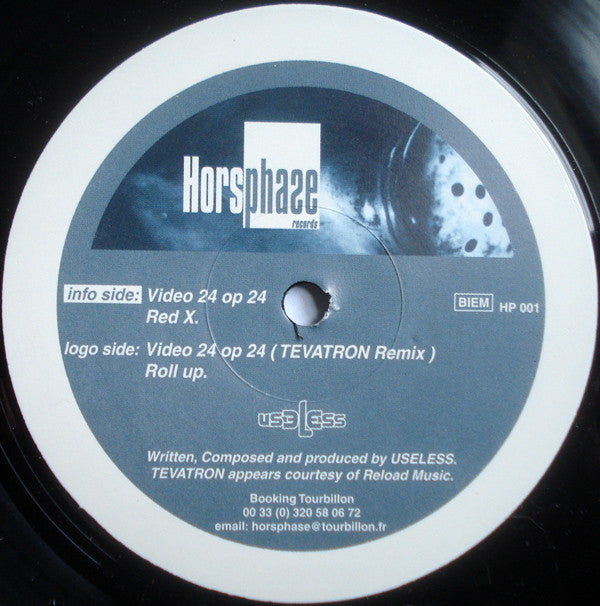 Horsphase
records
info side: Video 24 op 24
Red X.
BIEM HP 001
logo side: Video 24 op 24 ( TEVATRON Remix )
Roll up.
useLess
Written, Composed and produced by USELESS.
TEVATRON appears courtesy of Reload Music.
Booking Tourbillon
00 33 (0) 320 58 06 72
email: horsphase@tourbillon.fr